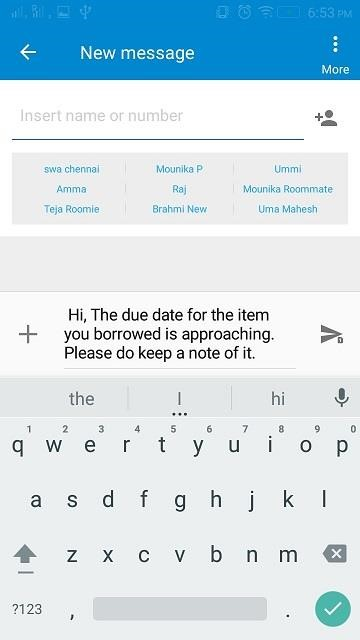 6:53 PM
New message
More
Insert name or number
swa chennai Mounika P Ummi
Amma Raj Mounika Roommate
Teja Roomie Brahmi New Uma Mahesh
Hi, The due date for the item
you borrowed is approaching.
Please do keep a note of it.
the I hi
1 2 3 4 5 6 7 8 9 0
q w e r t y u i o p
a s d f g h j k l
z x c v b n m
?123 , .